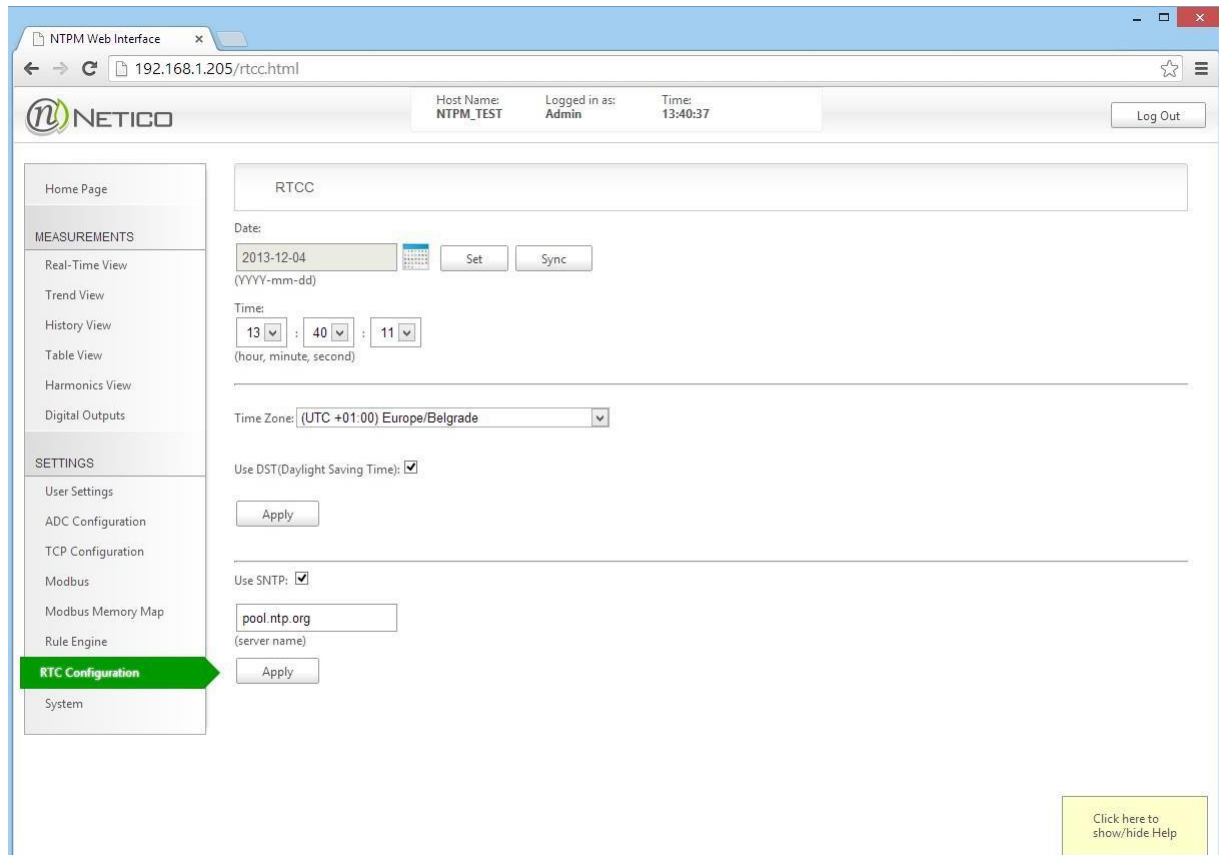 NTPM Web Interface
192.168.1.205/rtcc.html
NETICO
Host Name: Logged in as: Time:
NTPM_TEST Admin 13:40:37
Log Out
Home Page
MEASUREMENTS
Real-Time View
Trend View
History View
Table View
Harmonics View
Digital Outputs
SETTINGS
User Settings
ADC Configuration
TCP Configuration
Modbus
Modbus Memory Map
Rule Engine
RTC Configuration
System
RTCC
Date:
2013-12-04 Set Sync
(YYYY-mm-dd)
Time:
13 : 40 : 11
(hour, minute, second)
Time Zone: (UTC +01:00) Europe/Belgrade
Use DST(Daylight Saving Time):
Apply
Use SNTP:
pool.ntp.org
(server name)
Apply
Click here to
show/hide Help